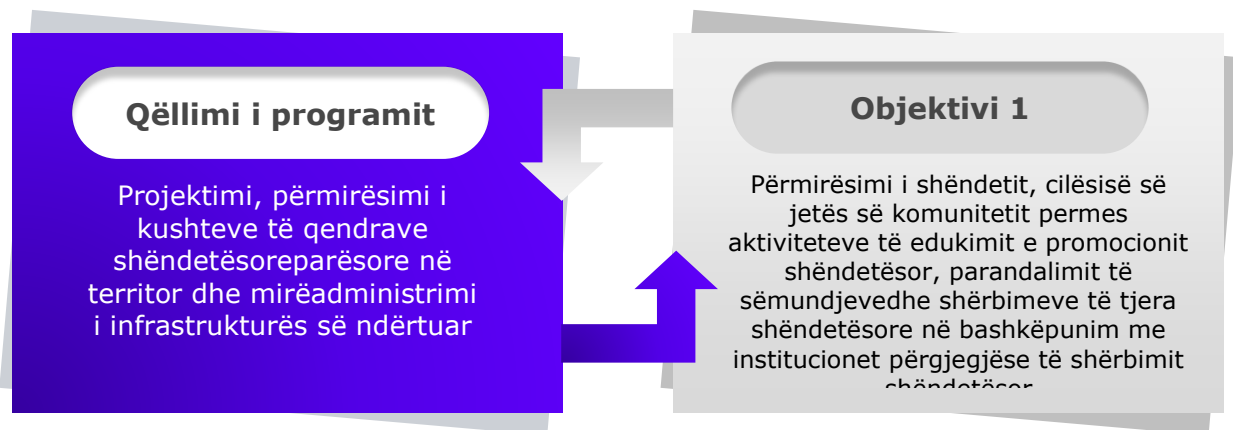 Qëllimi i programit
Projektimi, përmirësimi i
kushteve të qendrave
shëndetësoreparësore në
territor dhe mirëadministrimi
i infrastrukturës së ndërtuar
Objektivi 1
Përmirësimi i shëndetit, cilësisë së
jetës së komunitetit permes
aktiviteteve të edukimit e promocionit
shëndetësor, parandalimit të
sëmundjevedhe shërbimeve të tjera
shëndetësore në bashkëpunim me
institucionet përgjegjëse të shërbimit
shëndetësor